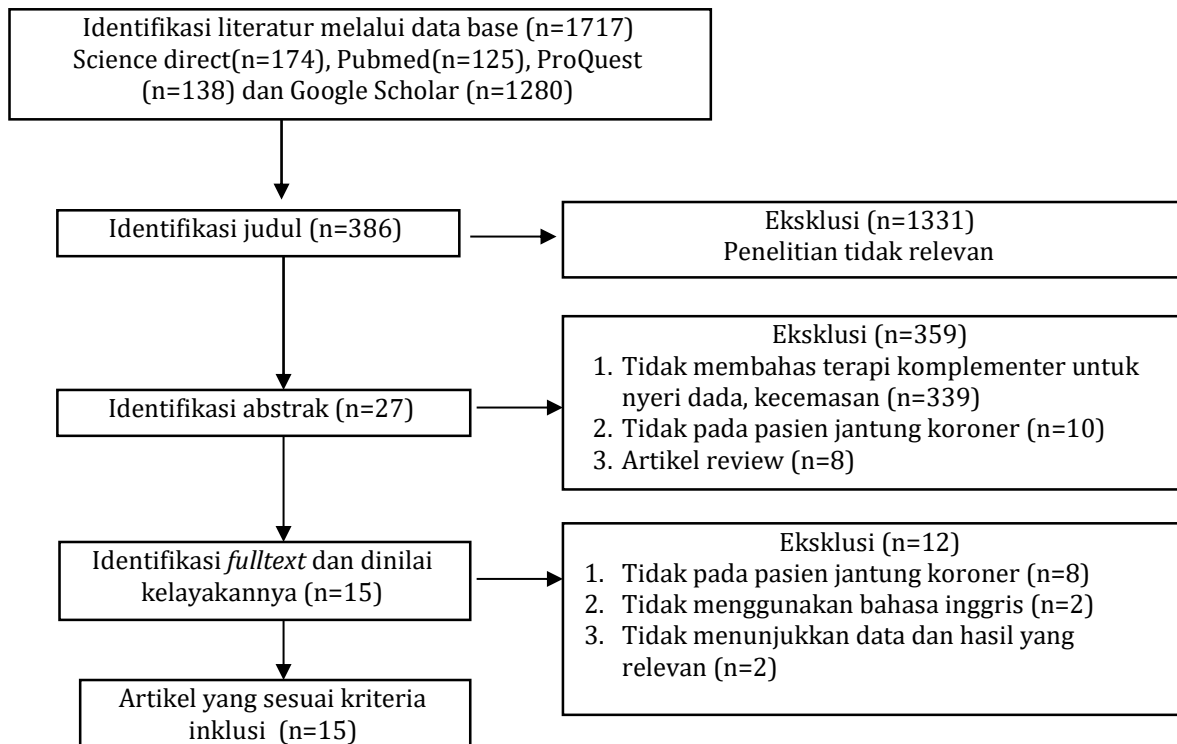 Identifikasi literatur melalui data base (n=1717)
Science direct(n=174), Pubmed(n=125), ProQuest
(n=138) dan Google Scholar (n=1280)
Identifikasi judul (n=386)
Eksklusi (n=1331)
Penelitian tidak relevan
Identifikasi abstrak (n=27)
Eksklusi (n=359)
1. Tidak membahas terapi komplementer untuk
nyeri dada, kecemasan (n=339)
2. Tidak pada pasien jantung koroner (n=10)
3. Artikel review (n=8)
Identifikasi fulltext dan dinilai
kelayakannya (n=15)
Eksklusi (n=12)
1. Tidak pada pasien jantung koroner (n=8)
2. Tidak menggunakan bahasa inggris (n=2)
3. Tidak menunjukkan data dan hasil yang
relevan (n=2)
Artikel yang sesuai kriteria
inklusi (n=15)